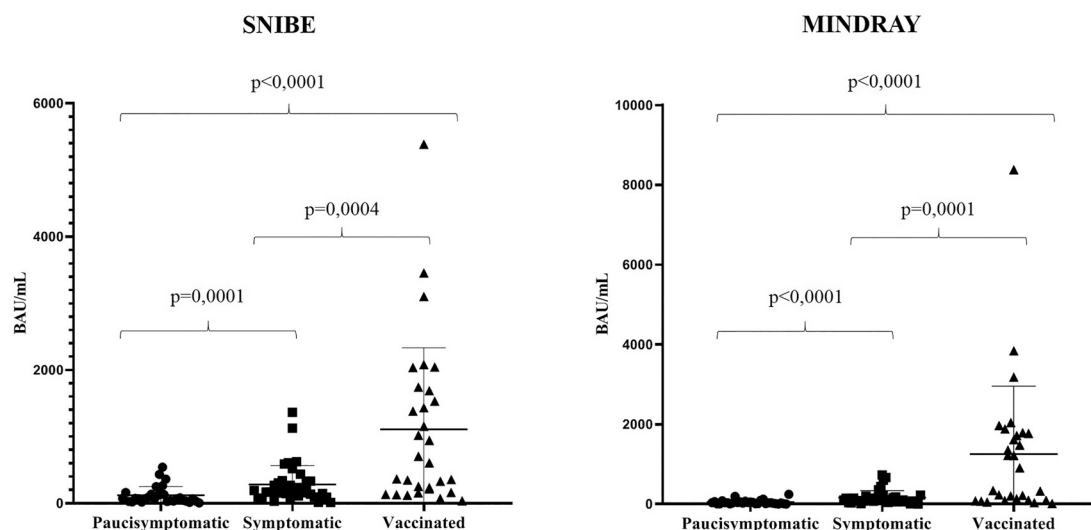 SNIBE
p<0,0001
6000
p=0,0004
4000
p=0,0001
BAU/mL
2000
0
Paucisymptomatic Symptomatic Vaccinated
MINDRAY
p<0,0001
10000
8000
p=0,0001
6000
p<0,0001
BAU/mL
4000
2000
0
Paucisymptomatic Symptomatic Vaccinated